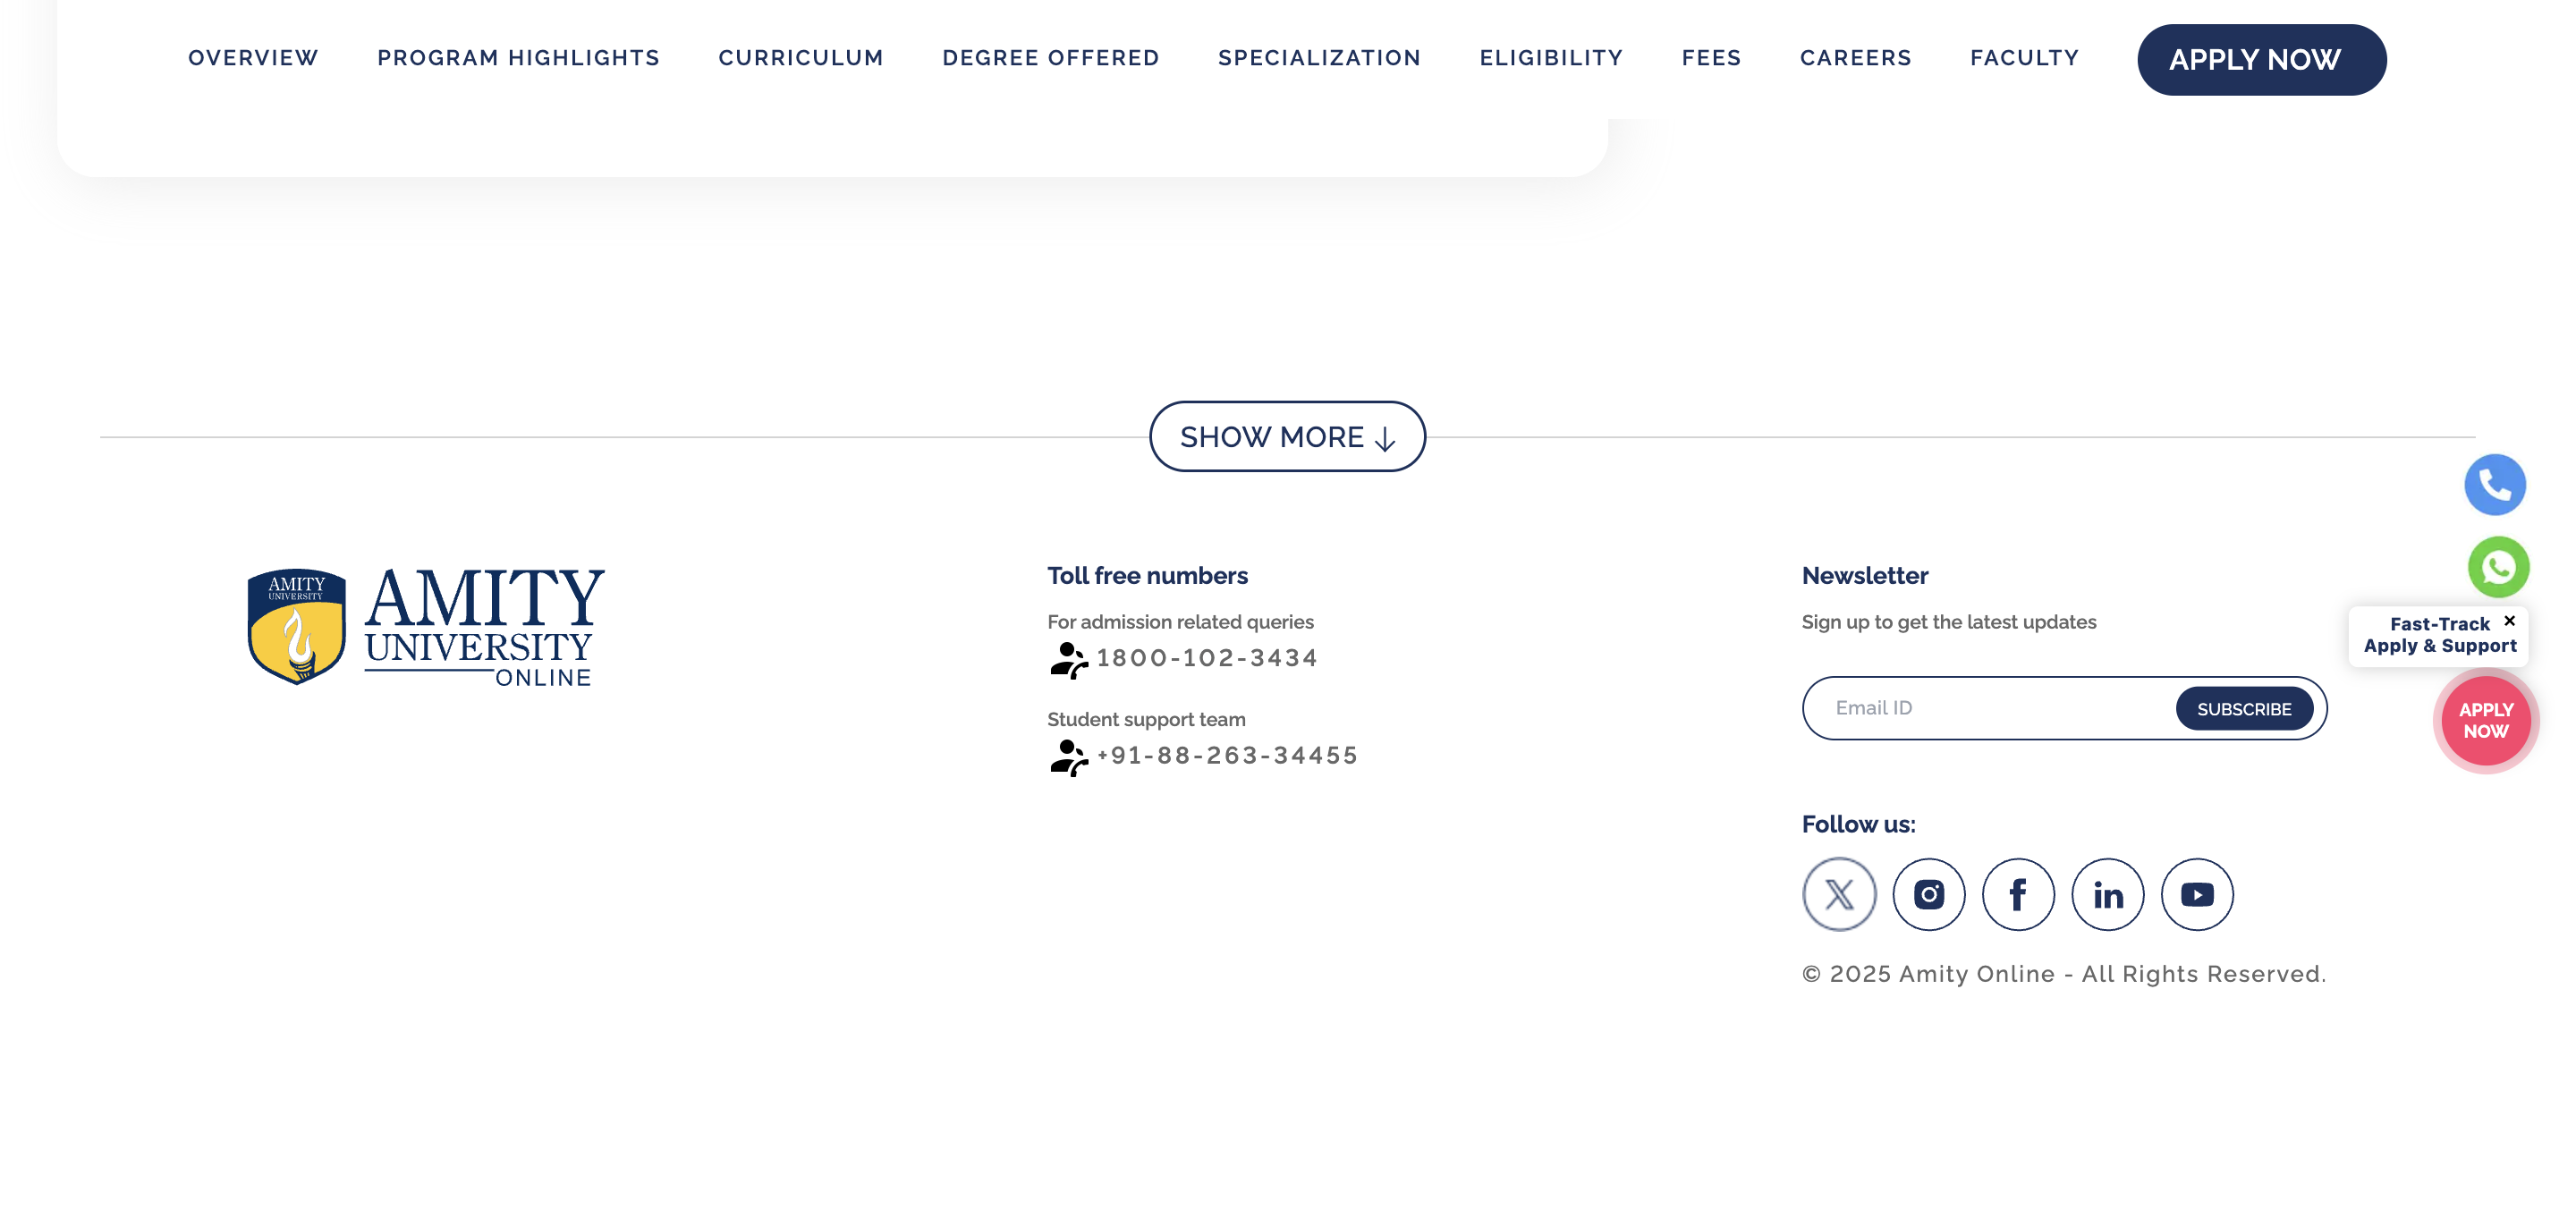 OVERVIEW PROGRAM HIGHLIGHTS CURRICULUM DEGREE OFFERED SPECIALIZATION ELIGIBILITY FEES CAREERS FACULTY APPLY NOW
SHOW MORE
AMITY
UNIVERSITY
AMITY
UNIVERSITY
ONLINE
Toll free numbers
For admission related queries
1800-102-3434
Student support team
+91-88-263-34455
Newsletter
Sign up to get the latest updates
Email ID SUBSCRIBE
Follow us:
© 2025 Amity Online - All Rights Reserved.
Fast-Track
Apply & Support
APPLY
NOW